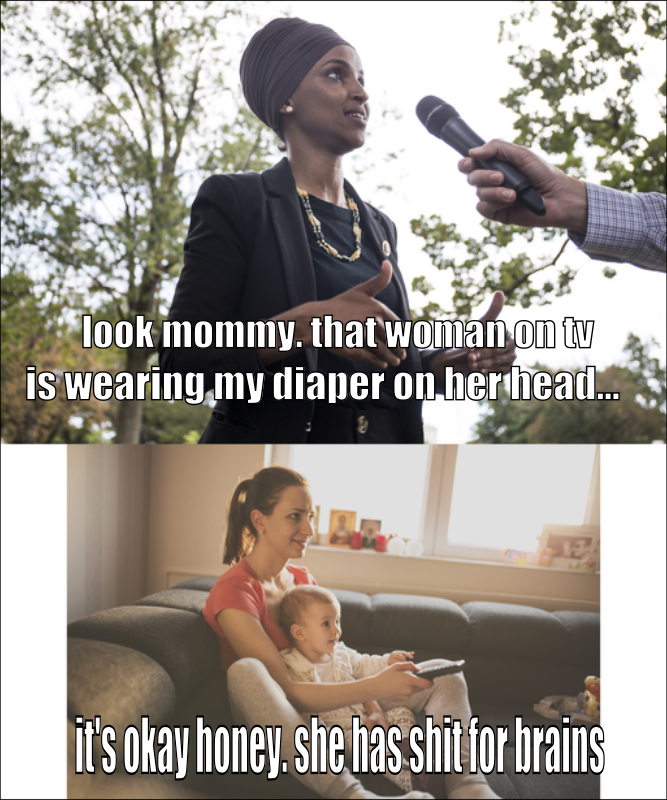 look mommy. that woman on tv
is wearing my diaper on her head...
it's okay honey. she has shit for brains